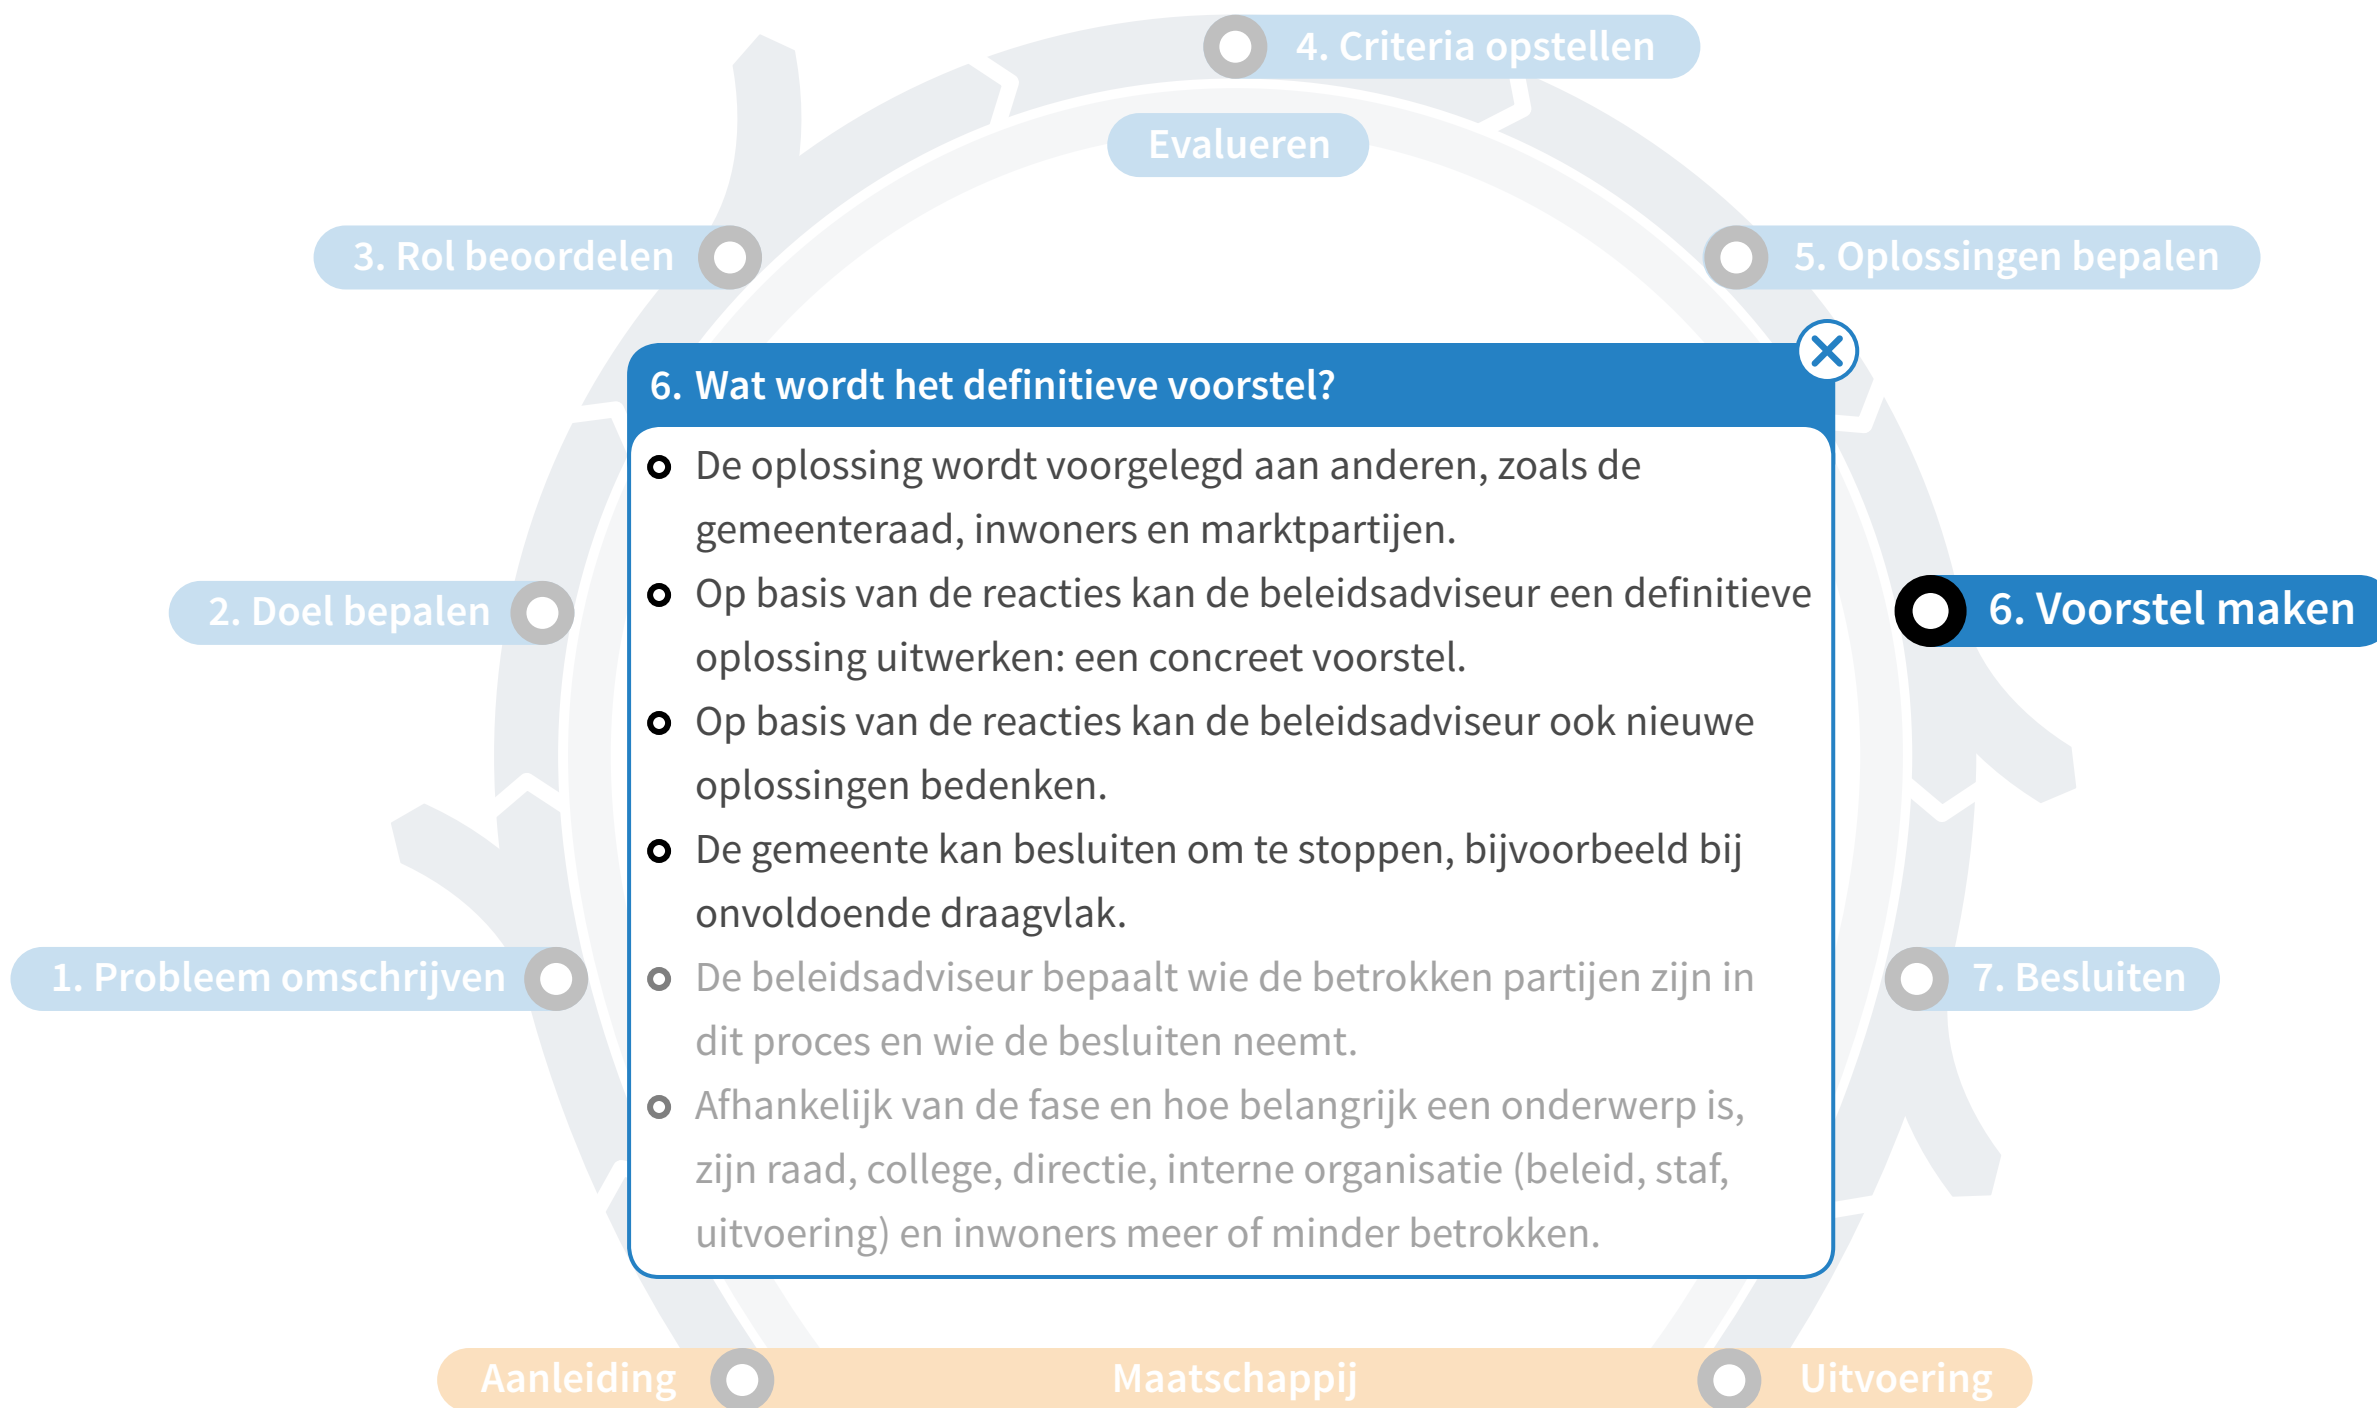 4. Criteria opstellen
Evalueren
3. Rol beoordelen
5. Oplossingen bepalen
6. Wat wordt het definitieve voorstel?
De oplossing wordt voorgelegd aan anderen, zoals de
gemeenteraad, inwoners en marktpartijen.
Op basis van de reacties kan de beleidsadviseur een definitieve
oplossing uitwerken: een concreet voorstel.
Op basis van de reacties kan de beleidsadviseur ook nieuwe
oplossingen bedenken.
De gemeente kan besluiten om te stoppen, bijvoorbeeld bij
onvoldoende draagvlak.
De beleidsadviseur bepaalt wie de betrokken partijen zijn in
dit proces en wie de besluiten neemt.
Afhankelijk van de fase en hoe belangrijk een onderwerp is,
zijn raad, college, directie, interne organisatie (beleid, staf,
uitvoering) en inwoners meer of minder betrokken.
2. Doel bepalen
6. Voorstel maken
1. Probleem omschrijven
7. Besluiten
Aanleiding
Maatschappij
Uitvoering